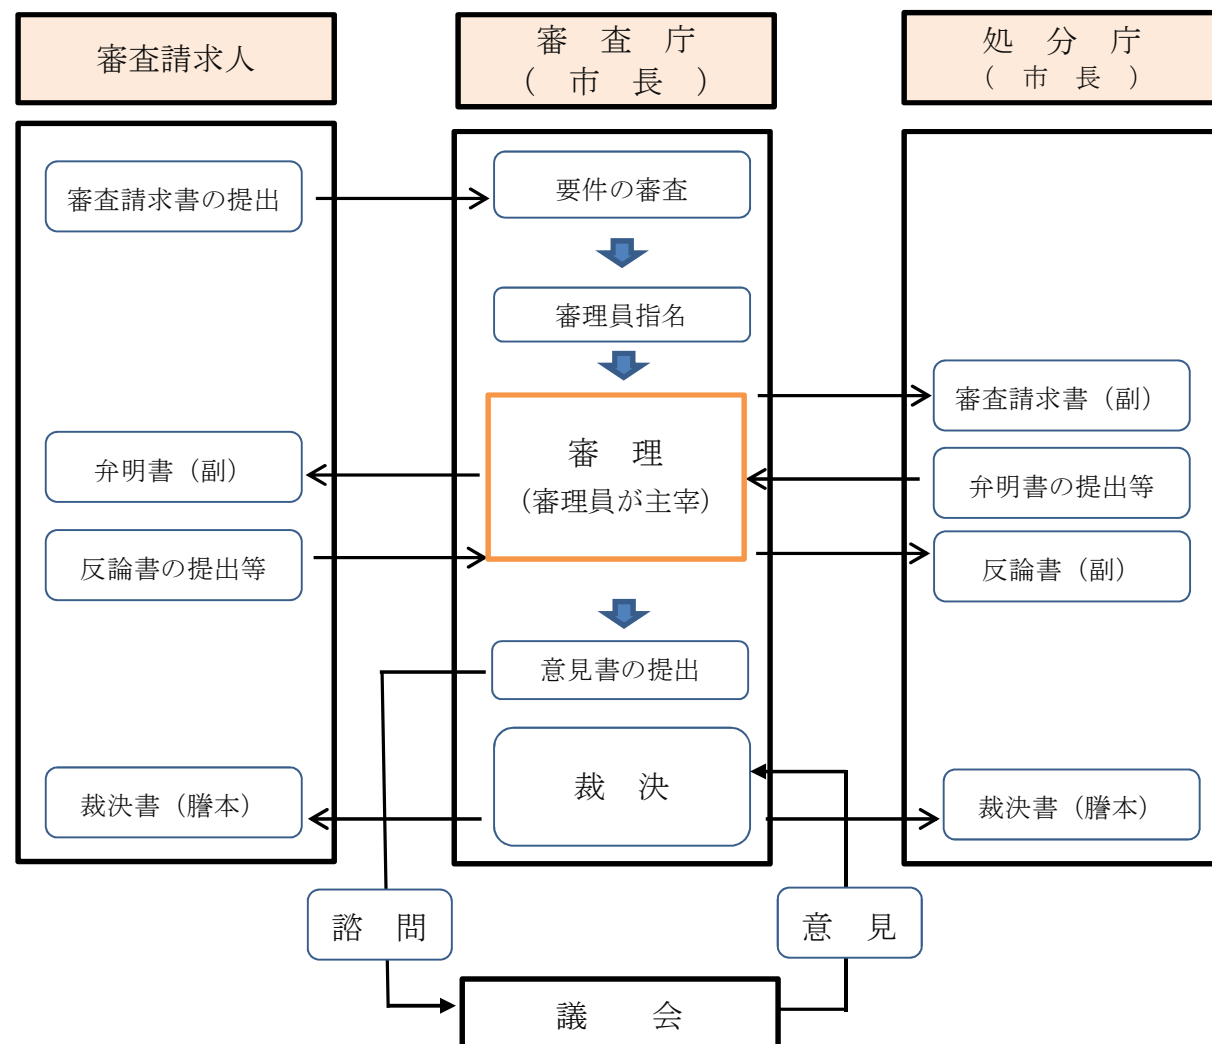 審査請求人
審　査　庁
（　市　長　）
処　分　庁
（　市　長　）
審査請求書の提出
要件の審査
審理員指名
審　理
（審理員が主宰）
審査請求書（副）
弁明書（副）
弁明書の提出等
反論書の提出等
反論書（副）
意見書の提出
裁　決
裁決書（謄本）
裁決書（謄本）
諮　問
意　見
議　会